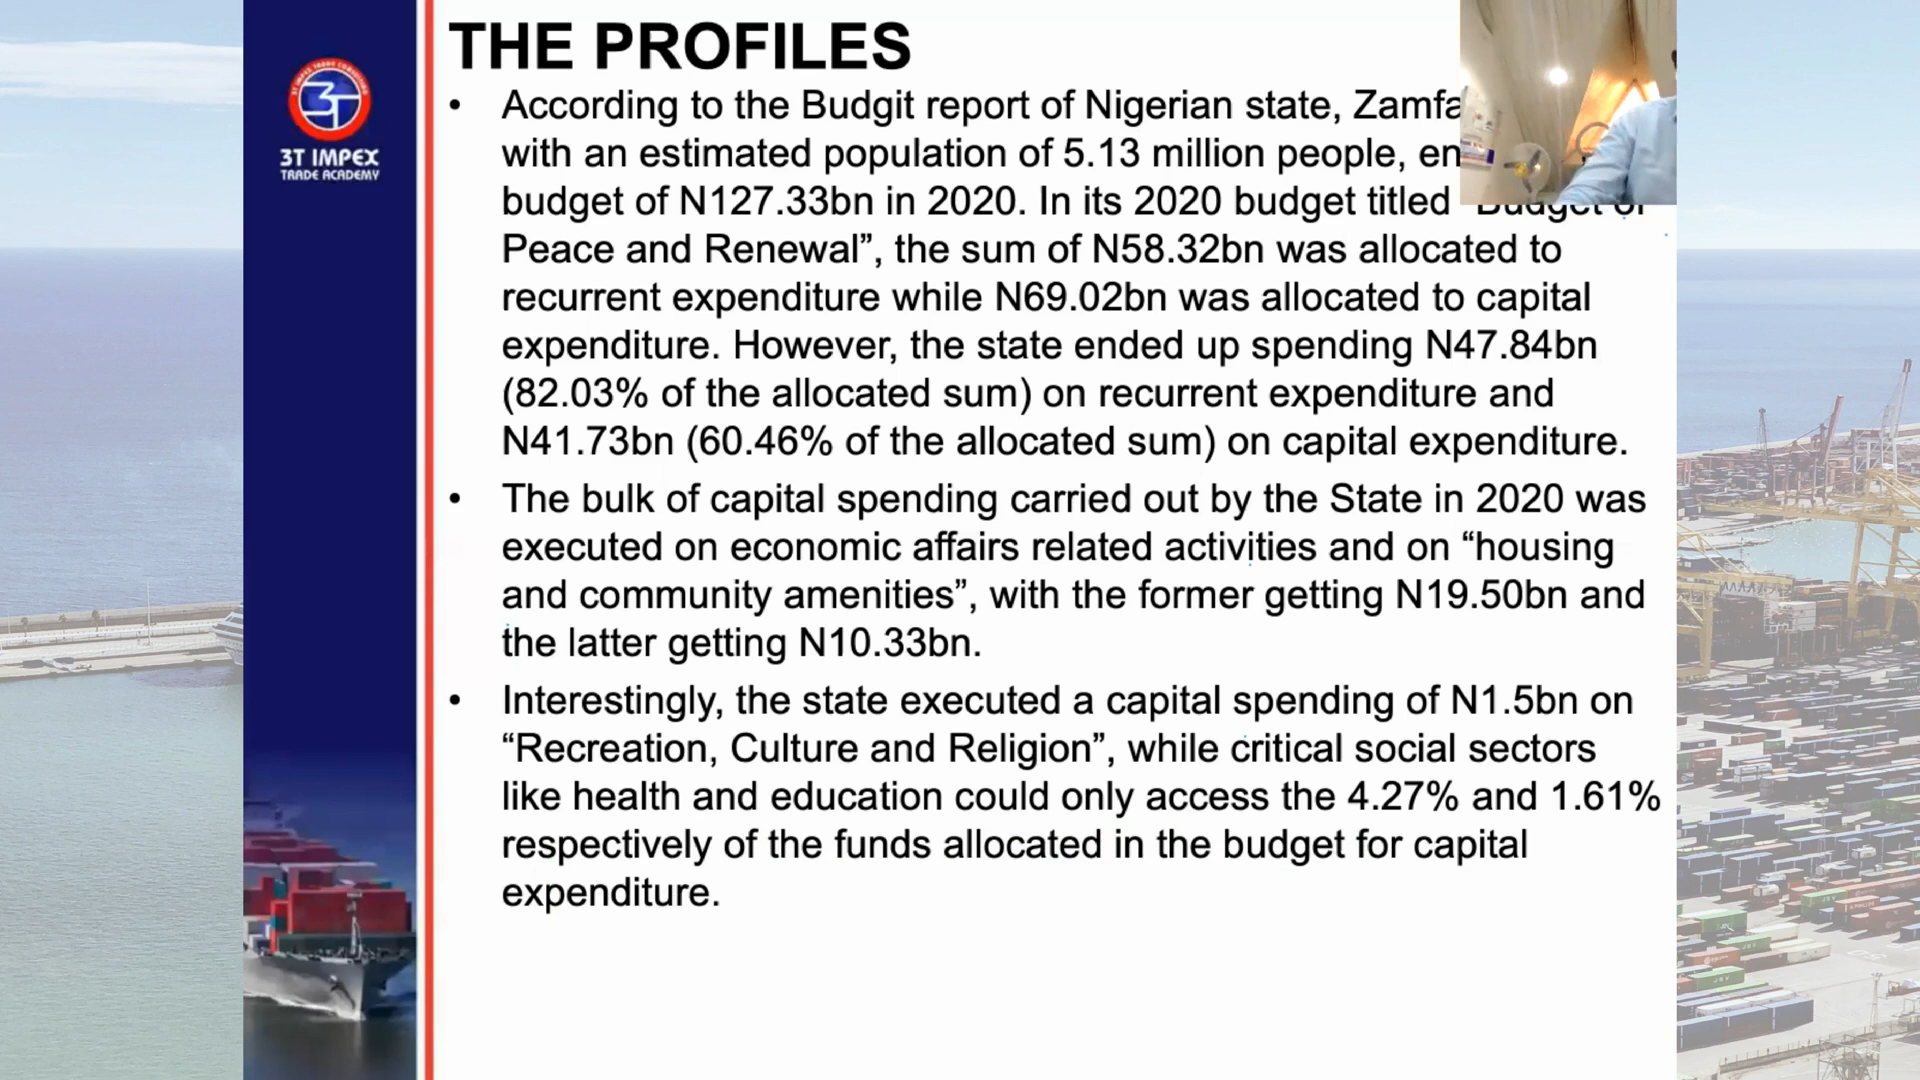 THE PROFILES
• According to the Budgit report of Nigerian state,
with an estimated population of 5.13 million people,
budget of N127.33bn in 2020. In its 2020 budget titled “Budget of
Peace and Renewal”, the sum of N58.32bn was allocated to
recurrent expenditure while N69.02bn was allocated to capital
expenditure. However, the state ended up spending N47.84bn
(82.03% of the allocated sum) on recurrent expenditure and
N41.73bn (60.46% of the allocated sum) on capital expenditure.
• The bulk of capital spending carried out by the State in 2020 was
executed on economic affairs related activities and on “housing
and community amenities”, with the former getting N19.50bn and
the latter getting N10.33bn.
• Interestingly, the state executed a capital spending of N1.5bn on
“Recreation, Culture and Religion”, while critical social sectors
like health and education could only access the 4.27% and 1.61%
respectively of the funds allocated in the budget for capital
expenditure.
3T IMPEX TRADE CONSULTING
3T
3T IMPEX
TRADE ACADEMY